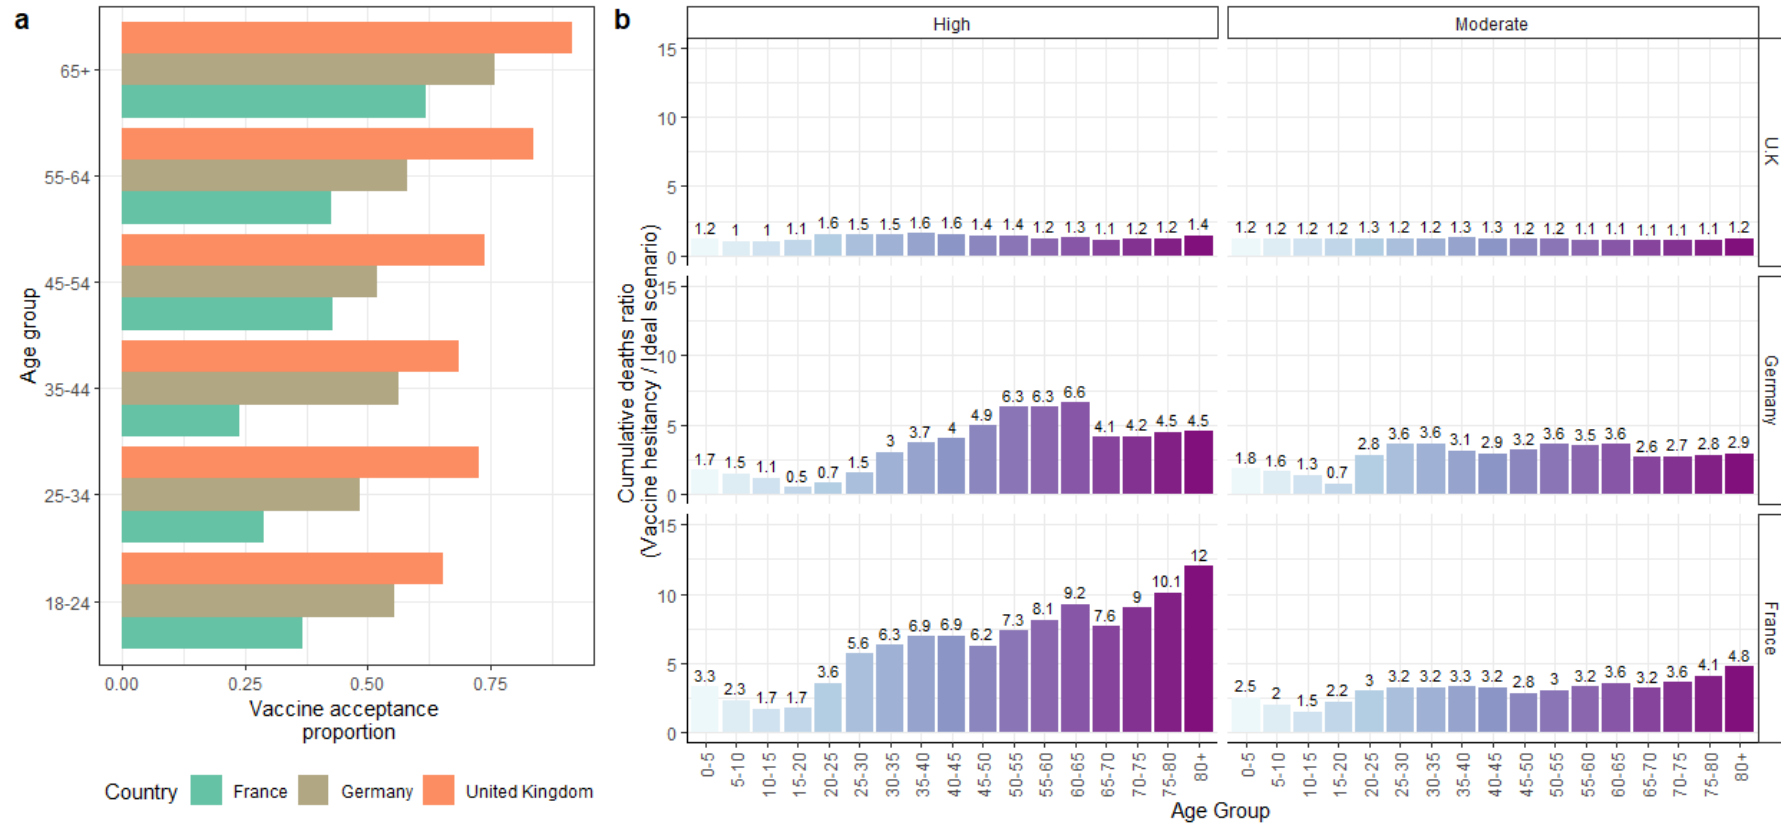 a
Age group
65+
55-64
45-54
35-44
25-34
18-24
0.00 0.25 0.50 0.75
Vaccine acceptance
proportion
Country France Germany United Kingdom
b
High Moderate
Cumulative deaths ratio
(Vaccine hesitancy / Ideal scenario)
15
10
5
0
1.2 1 1 1.1 1.6 1.5 1.5 1.6 1.6 1.4 1.4 1.2 1.3 1.1 1.2 1.2 1.4
1.2 1.2 1.2 1.2 1.3 1.2 1.2 1.3 1.3 1.2 1.2 1.1 1.1 1.1 1.1 1.1 1.2
U.K
15
10
5
0
1.7 1.5 1.1 0.5 0.7 1.5 3 3.7 4 4.9 6.3 6.3 6.6 4.1 4.2 4.5 4.5
1.8 1.6 1.3 0.7 2.8 3.6 3.6 3.1 2.9 3.2 3.6 3.5 3.6 2.6 2.7 2.8 2.9
Germany
15
10
5
0
3.3 2.3 1.7 1.7 3.6 5.6 6.3 6.9 6.9 6.2 7.3 8.1 9.2 7.6 9 10.1 12
2.5 2 1.5 2.2 3 3.2 3.2 3.3 3.2 2.8 3 3.2 3.6 3.2 3.6 4.1 4.8
France
0-5 5-10 10-15 15-20 20-25 25-30 30-35 35-40 40-45 45-50 50-55 55-60 60-65 65-70 70-75 75-80 80+
0-5 5-10 10-15 15-20 20-25 25-30 30-35 35-40 40-45 45-50 50-55 55-60 60-65 65-70 70-75 75-80 80+
Age Group